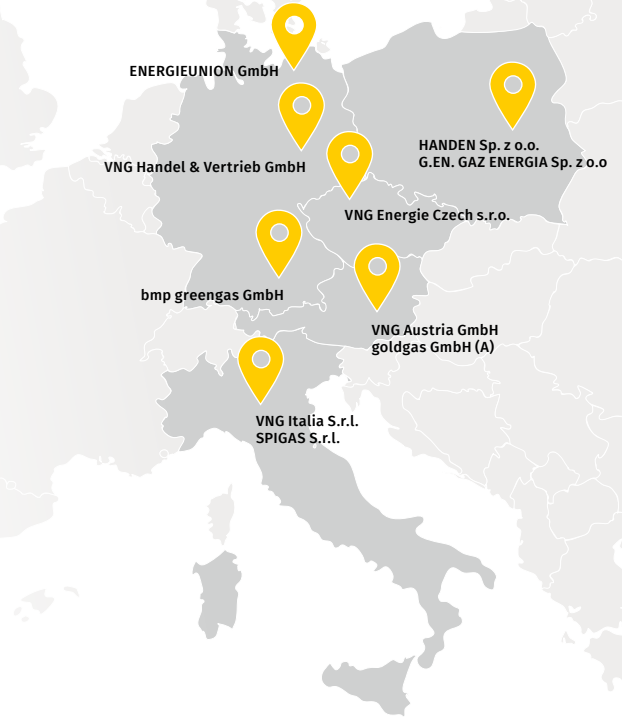 ENERGIEUNION GmbH
HANDEN Sp. z o.o.
G.EN. GAZ ENERGIA Sp. z o.o
VNG Handel & Vertrieb GmbH
VNG Energie Czech s.r.o.
bmp greengas GmbH
VNG Austria GmbH
goldgas GmbH (A)
VNG Italia S.r.l.
SPIGAS S.r.l.